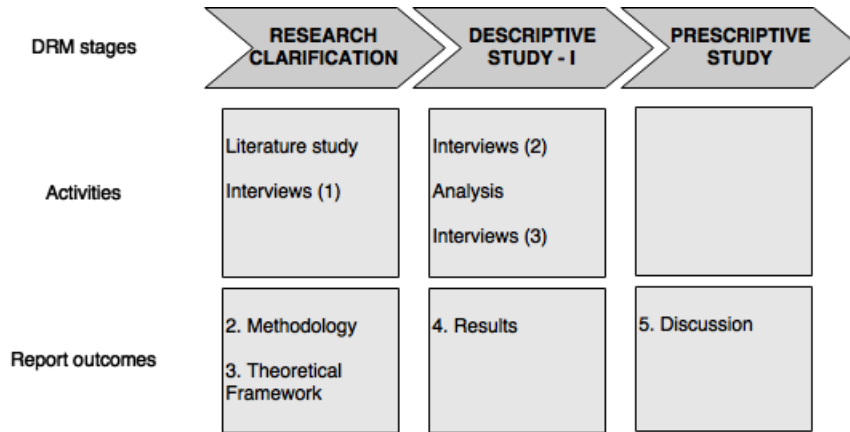 DRM stages
RESEARCH
CLARIFICATION
DESCRIPTIVE
STUDY - I
PRESCRIPTIVE
STUDY
Activities
Literature study
Interviews (1)
Interviews (2)
Analysis
Interviews (3)
Report outcomes
2. Methodology
3. Theoretical
Framework
4. Results
5. Discussion